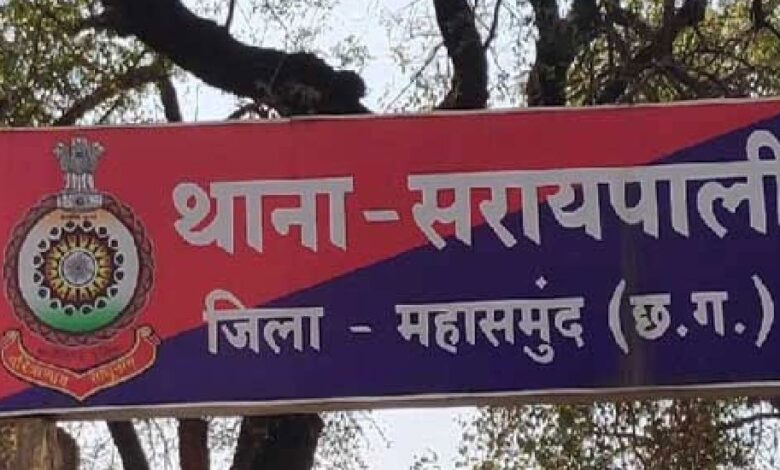 थाना - सरायपाली
जिला - महासमुंद (छ.ग.)